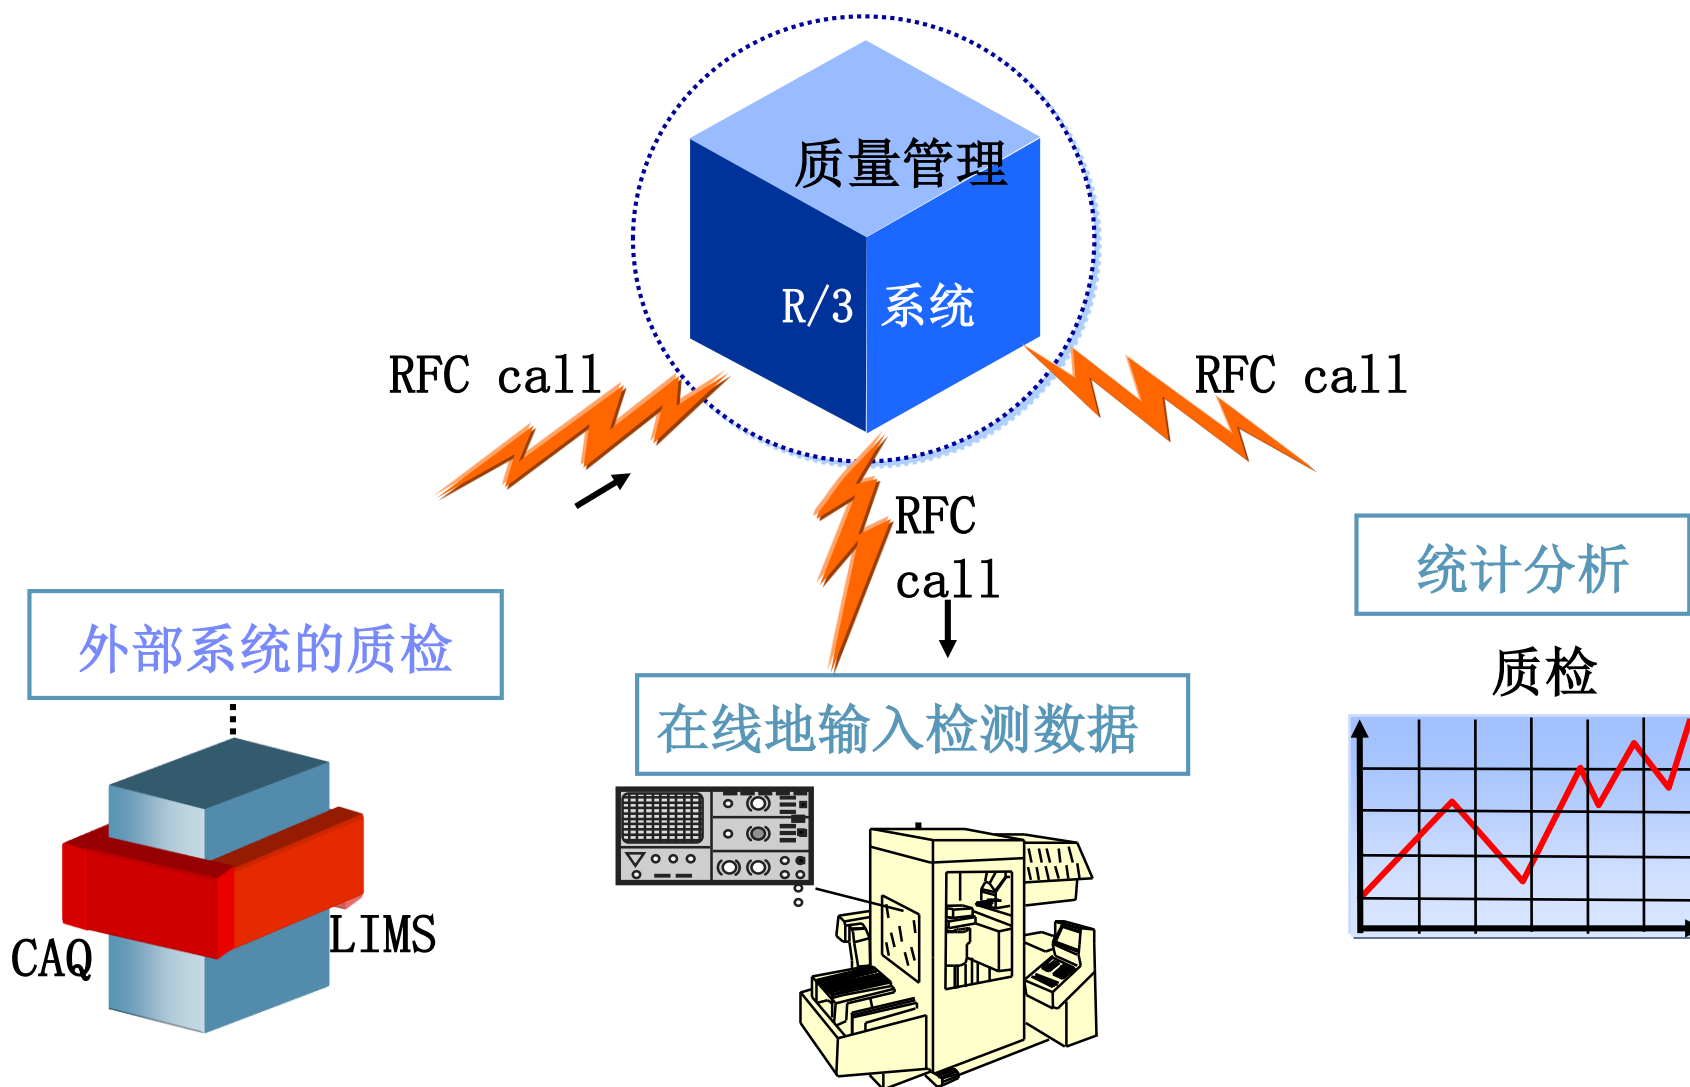 质量管理
R/3 系统
RFC call
RFC call
RFC
call
统计分析
外部系统的质检
质检
在线地输入检测数据
LIMS
CAQ